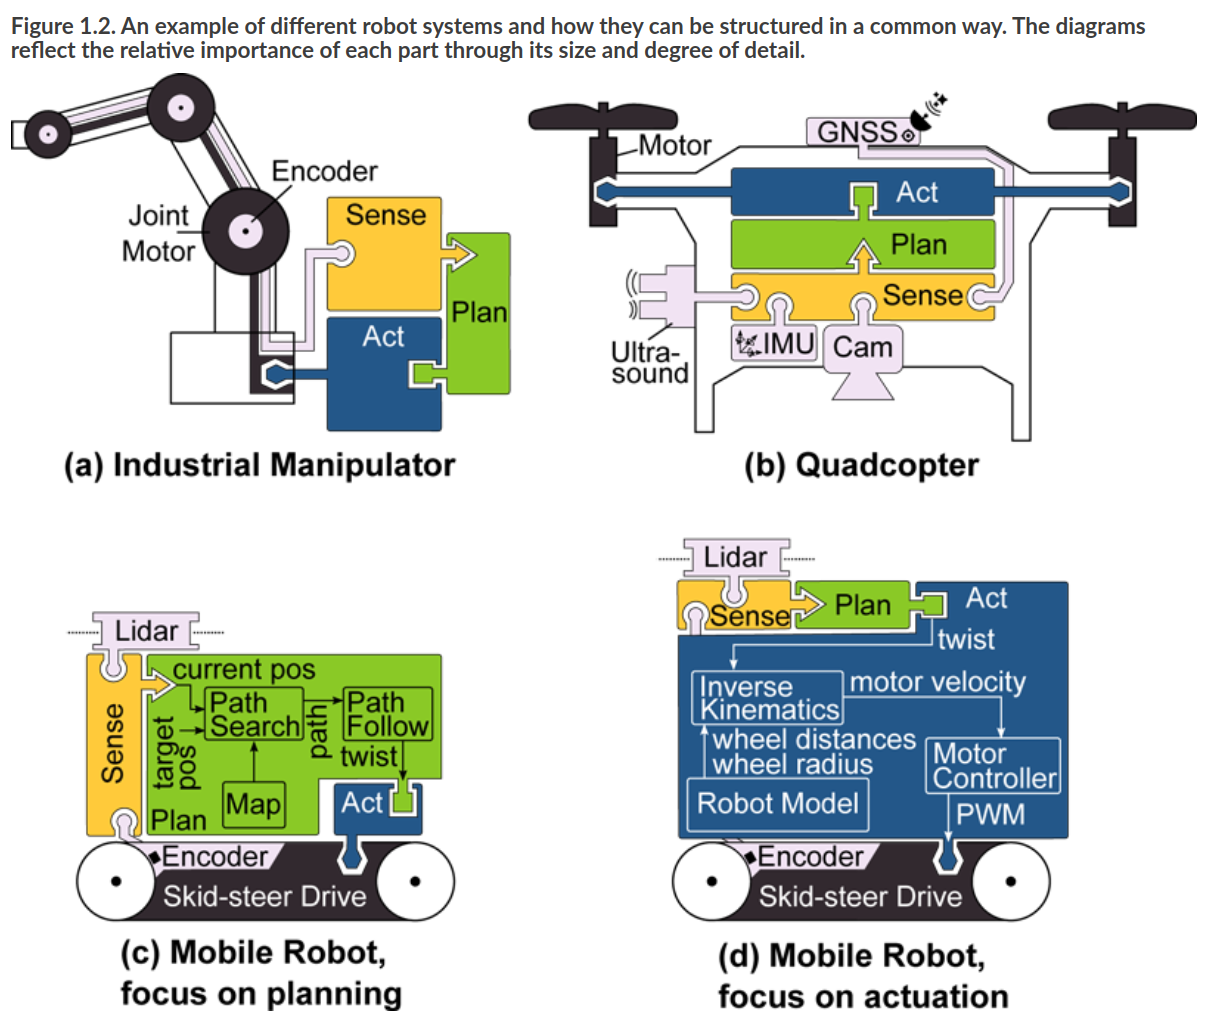 Figure 1.2. An example of different robot systems and how they can be structured in a common way. The diagrams
reflect the relative importance of each part through its size and degree of detail.
Encoder
Joint
Motor
Sense
Plan
Act
(a) Industrial Manipulator
GNSS
Motor
Act
Plan
Sense
Ultra-
sound
IMU
Cam
(b) Quadcopter
Lidar
Sense
current pos
target
pos
Path
Search
path
Path
Follow
twist
Map
Plan
Act
Encoder
Skid-steer Drive
(c) Mobile Robot,
focus on planning
Lidar
Sense
Plan
Act
twist
Inverse
Kinematics
motor velocity
wheel distances
wheel radius
Motor
Controller
Robot Model
PWM
Encoder
Skid-steer Drive
(d) Mobile Robot,
focus on actuation